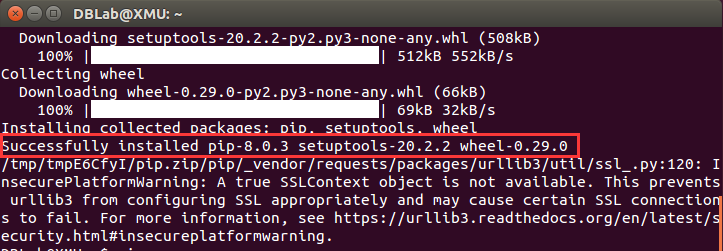 DBLab@XMU: ~
Downloading setuptools-20.2.2-py2.py3-none-any.whl (508kB)
100% | | 512kB 552kB/s
Collecting wheel
Downloading wheel-0.29.0-py2.py3-none-any.whl (66kB)
100% | | 69kB 32kB/s
Installing collected packages: pip, setuptools, wheel
Successfully installed pip-8.0.3 setuptools-20.2.2 wheel-0.29.0
/tmp/tmpE6CfyI/pip.zip/pip/_vendor/requests/packages/urllib3/util/ssl_.py:120: I
nsecurePlatformWarning: A true SSLContext object is not available. This prevents
urllib3 from configuring SSL appropriately and may cause certain SSL connection
s to fail. For more information, see https://urllib3.readthedocs.org/en/latest/s
ecurity.html#insecureplatformwarning.